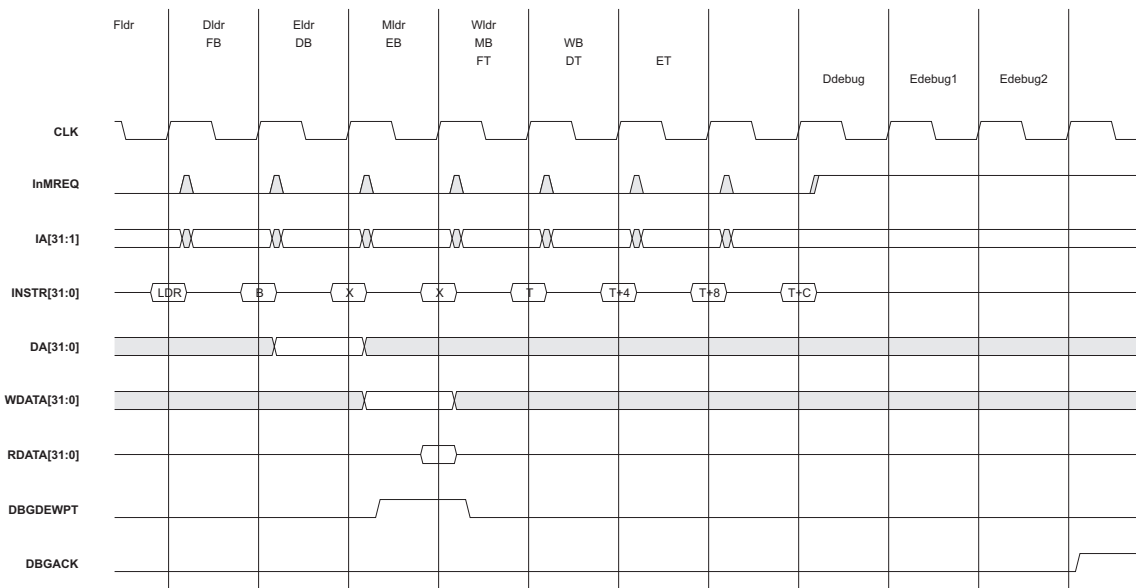 Fldr Dldr Eldr Mldr Wldr
FB DB EB MB WB
FT DT ET
Ddebug Edebug1 Edebug2
CLK
InMREQ
IA[31:1]
INSTR[31:0] LDR B X X T T+4 T+8 T+C
DA[31:0]
WDATA[31:0]
RDATA[31:0]
DBGDEWPT
DBGACK